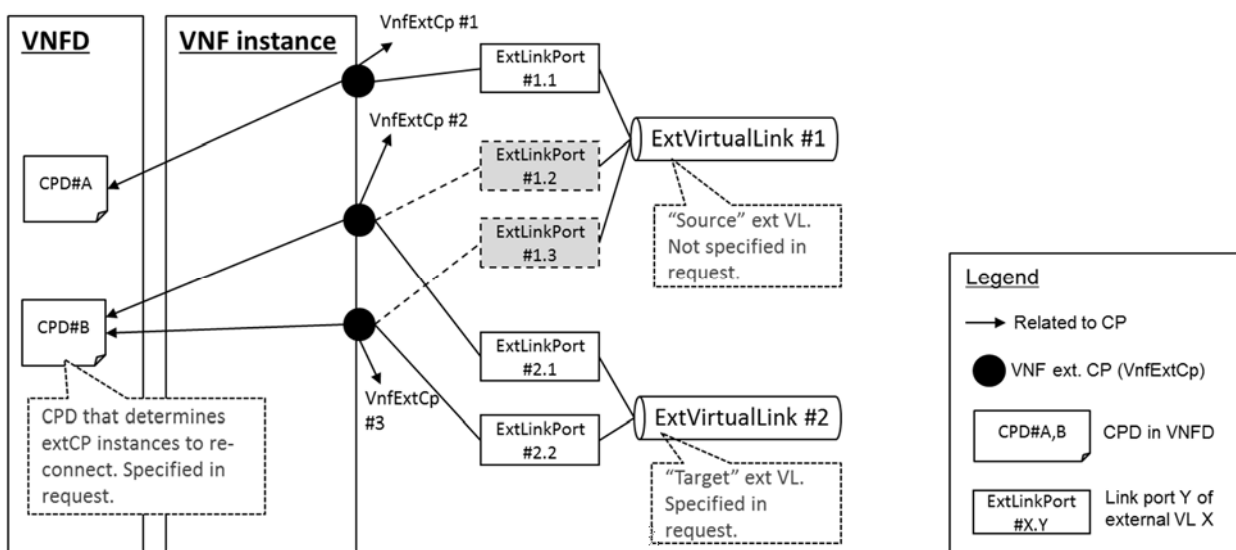 VNFD
VNF instance
VnfExtCp #1
ExtLinkPort
#1.1
VnfExtCp #2
ExtVirtualLink #1
ExtLinkPort
#1.2
CPD#A
"Source" ext VL.
Not specified in
request.
ExtLinkPort
#1.3
CPD#B
ExtLinkPort
#2.1
VnfExtCp
#3
ExtVirtualLink #2
CPD that determines
extCP instances to re-
connect. Specified in
request.
ExtLinkPort
#2.2
"Target" ext VL.
Specified in
request.
Legend
Related to CP
VNF ext. CP (VnfExtCp)
CPD#A,B
CPD in VNFD
ExtLinkPort
#X.Y
Link port Y of
external VL X